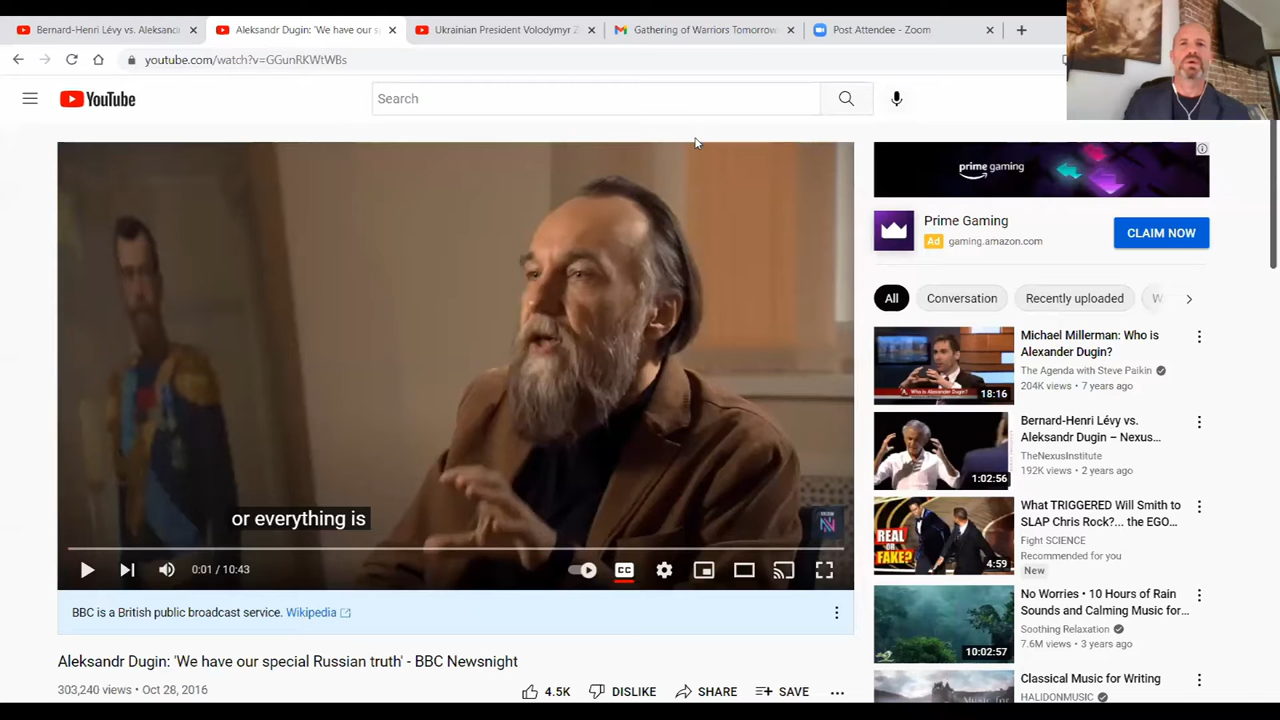 Bernard-Henri Lévy vs. Aleksand
Aleksandr Dugin: 'We have our sp
Ukrainian President Volodymyr Z
Gathering of Warriors Tomorrow
Post Attendee - Zoom
youtube.com/watch?v=GGunRKWtWBs
YouTube
Search
or everything is
0:01 / 10:43
CC
BBC is a British public broadcast service. Wikipedia
Aleksandr Dugin: 'We have our special Russian truth' - BBC Newsnight
303,240 views • Oct 28, 2016
4.5K
DISLIKE
SHARE
SAVE
prime gaming
Prime Gaming
Ad gaming.amazon.com
CLAIM NOW
All
Conversation
Recently uploaded
W
Michael Millerman: Who is
Alexander Dugin?
The Agenda with Steve Paikin
204K views • 7 years ago
18:16
Bernard-Henri Lévy vs.
Aleksandr Dugin – Nexus...
TheNexusInstitute
192K views • 2 years ago
1:02:56
What TRIGGERED Will Smith to
SLAP Chris Rock?... the EGO...
Fight SCIENCE
Recommended for you
New
REAL
OR
FAKE?
4:59
No Worries • 10 Hours of Rain
Sounds and Calming Music for...
Soothing Relaxation
7.6M views • 3 years ago
10:02:57
Classical Music for Writing
HALIDONMUSIC